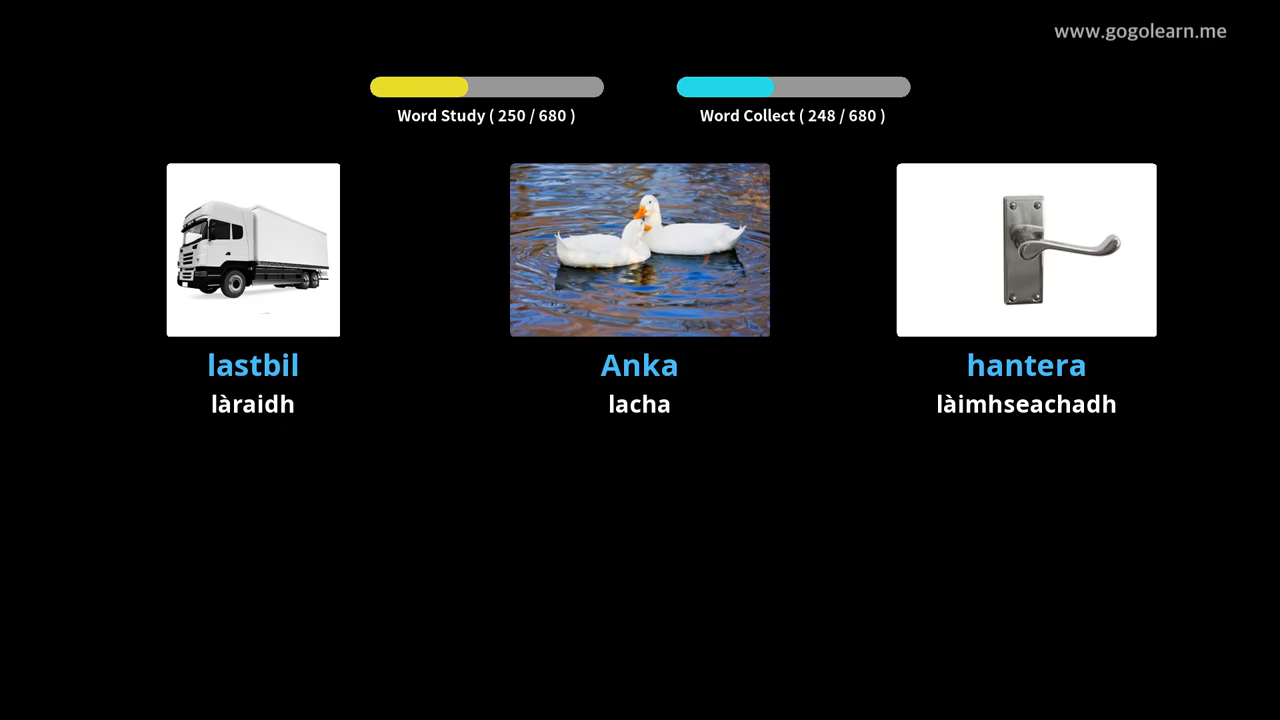 www.gogolearn.me
Word Study ( 250 / 680 )
Word Collect ( 248 / 680 )
lastbil
Anka
hantera
làraidh
lacha
làimhseachadh